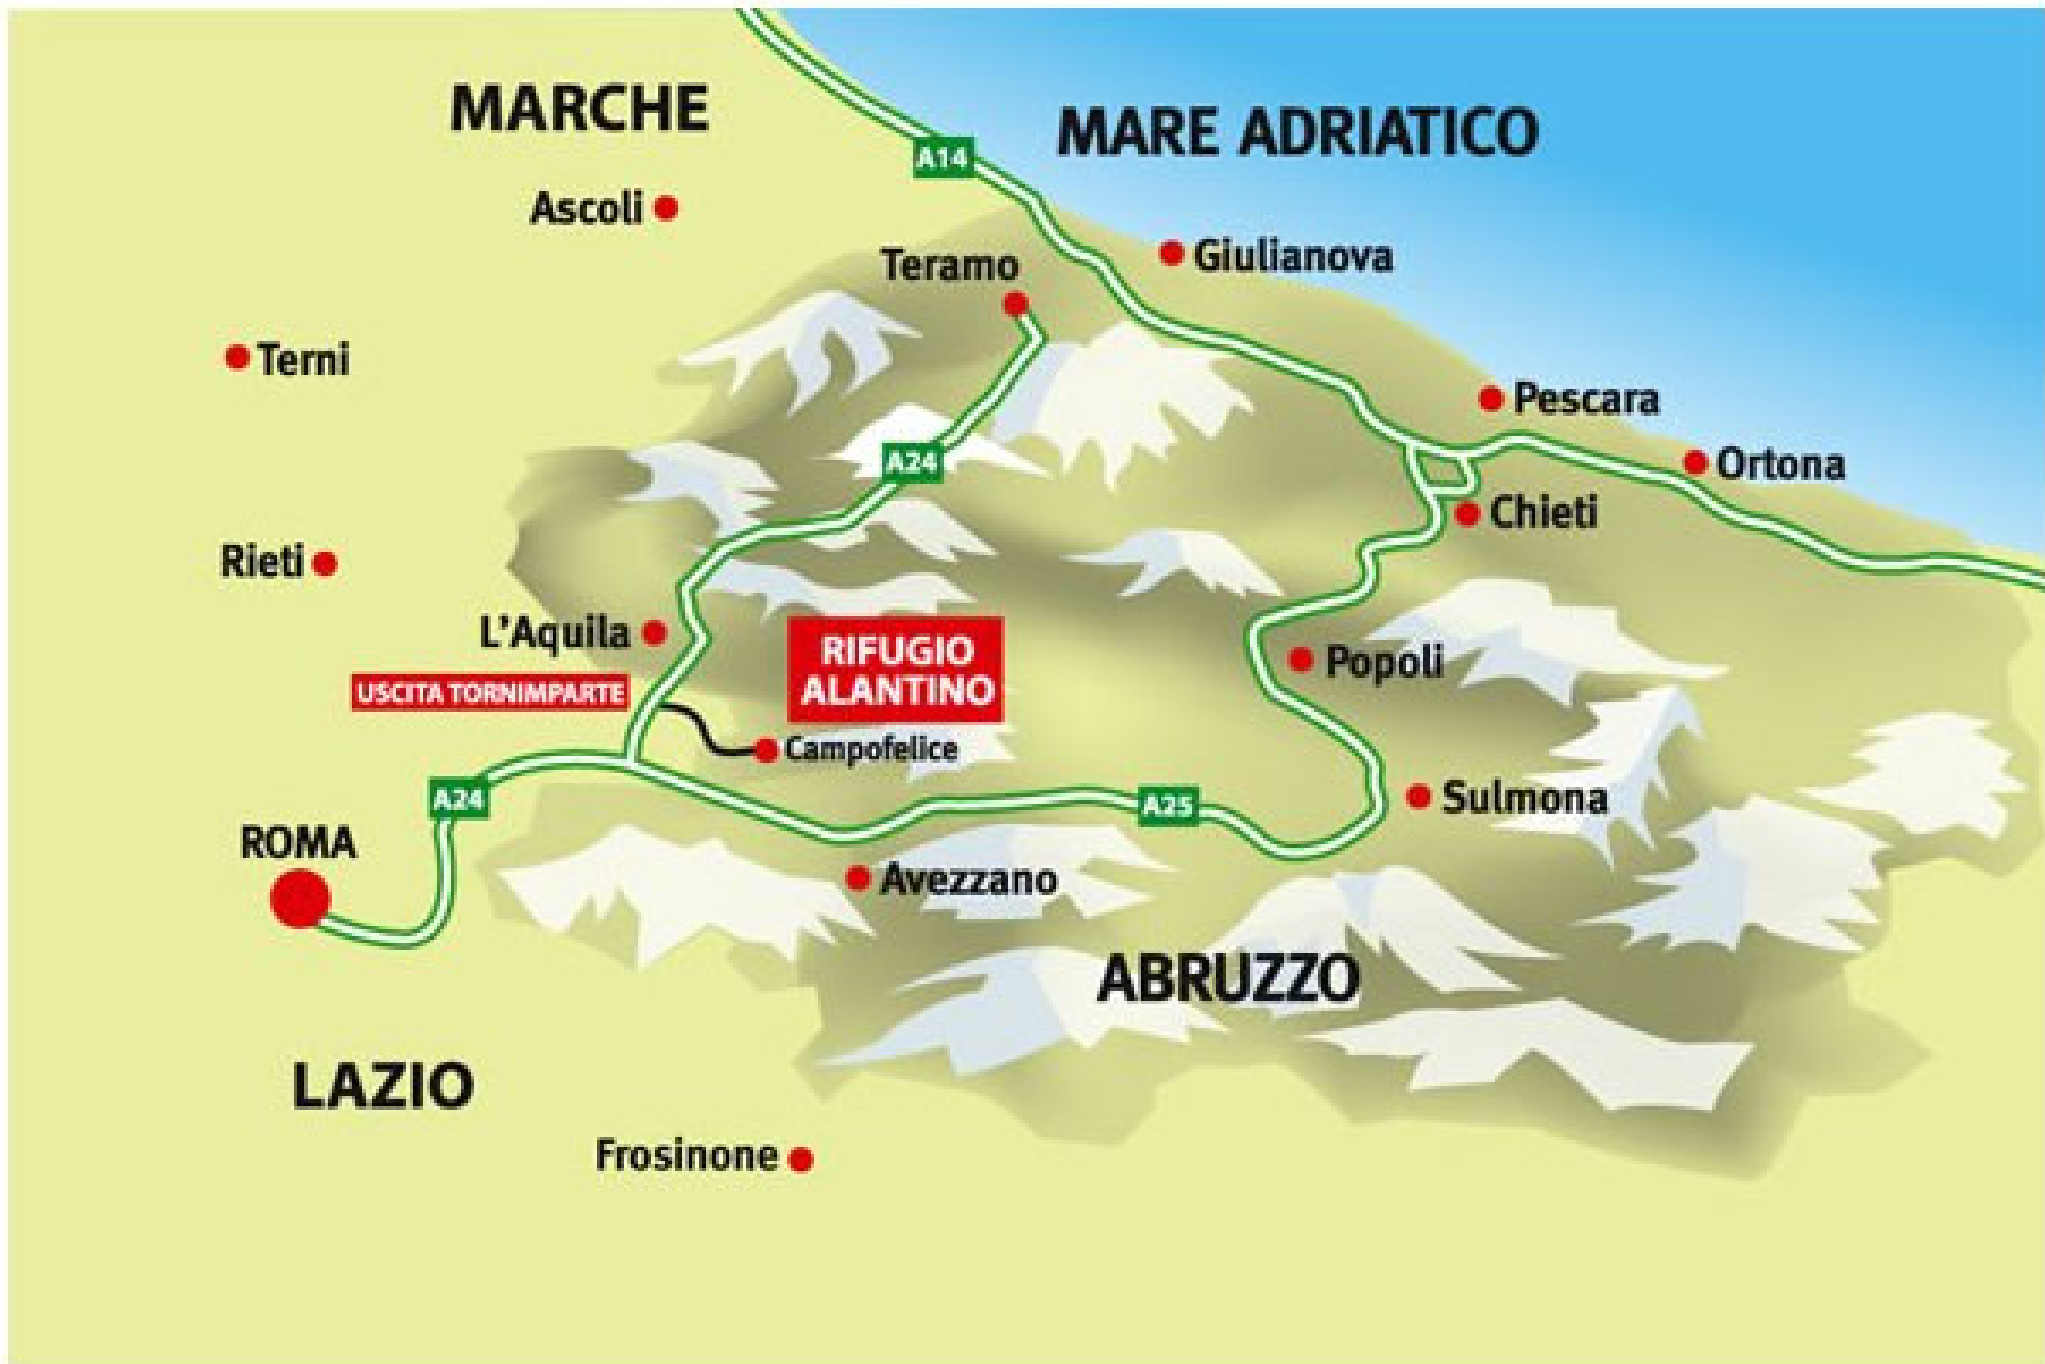 MARCHE
MARE ADRIATICO
A14
Ascoli
Giulianova
Teramo
Terni
Pescara
A24
Ortona
Chieti
Rieti
L'Aquila
RIFUGIO
ALANTINO
Popoli
USCITA TORNIMPARTE
Campofelice
A24
A25
Sulmona
ROMA
Avezzano
ABRUZZO
LAZIO
Frosinone